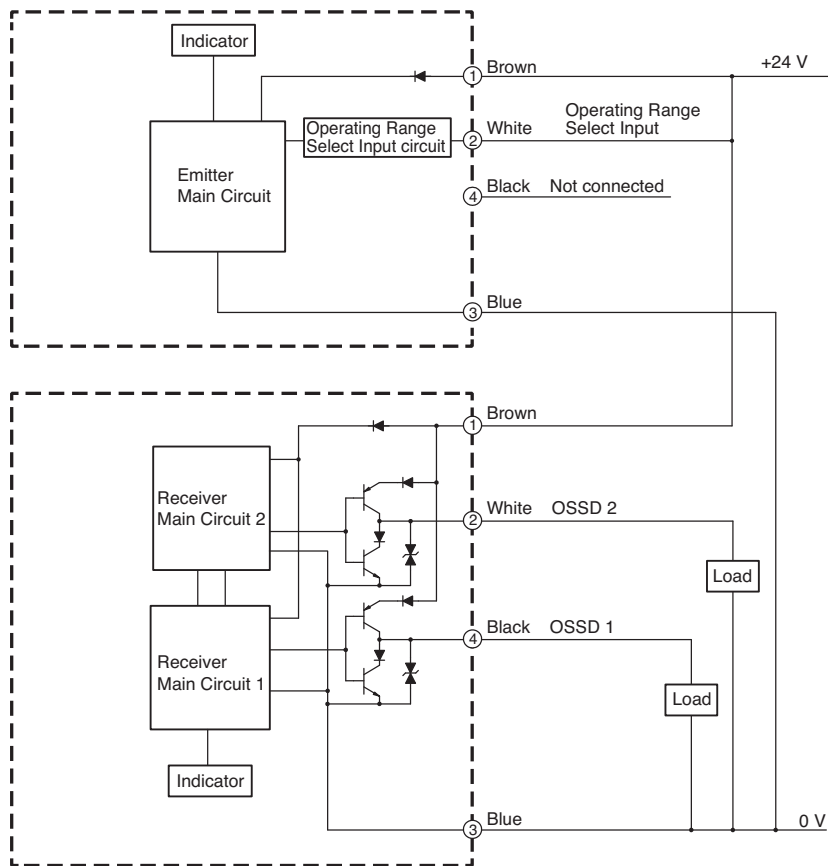 Indicator
1
Brown
+24 V
Operating Range
Select Input circuit
2
White
Operating Range
Select Input
Emitter
Main Circuit
4
Black
Not connected
3
Blue
1
Brown
Receiver
Main Circuit 2
2
White
OSSD 2
Load
4
Black
OSSD 1
Receiver
Main Circuit 1
Load
Indicator
3
Blue
0 V